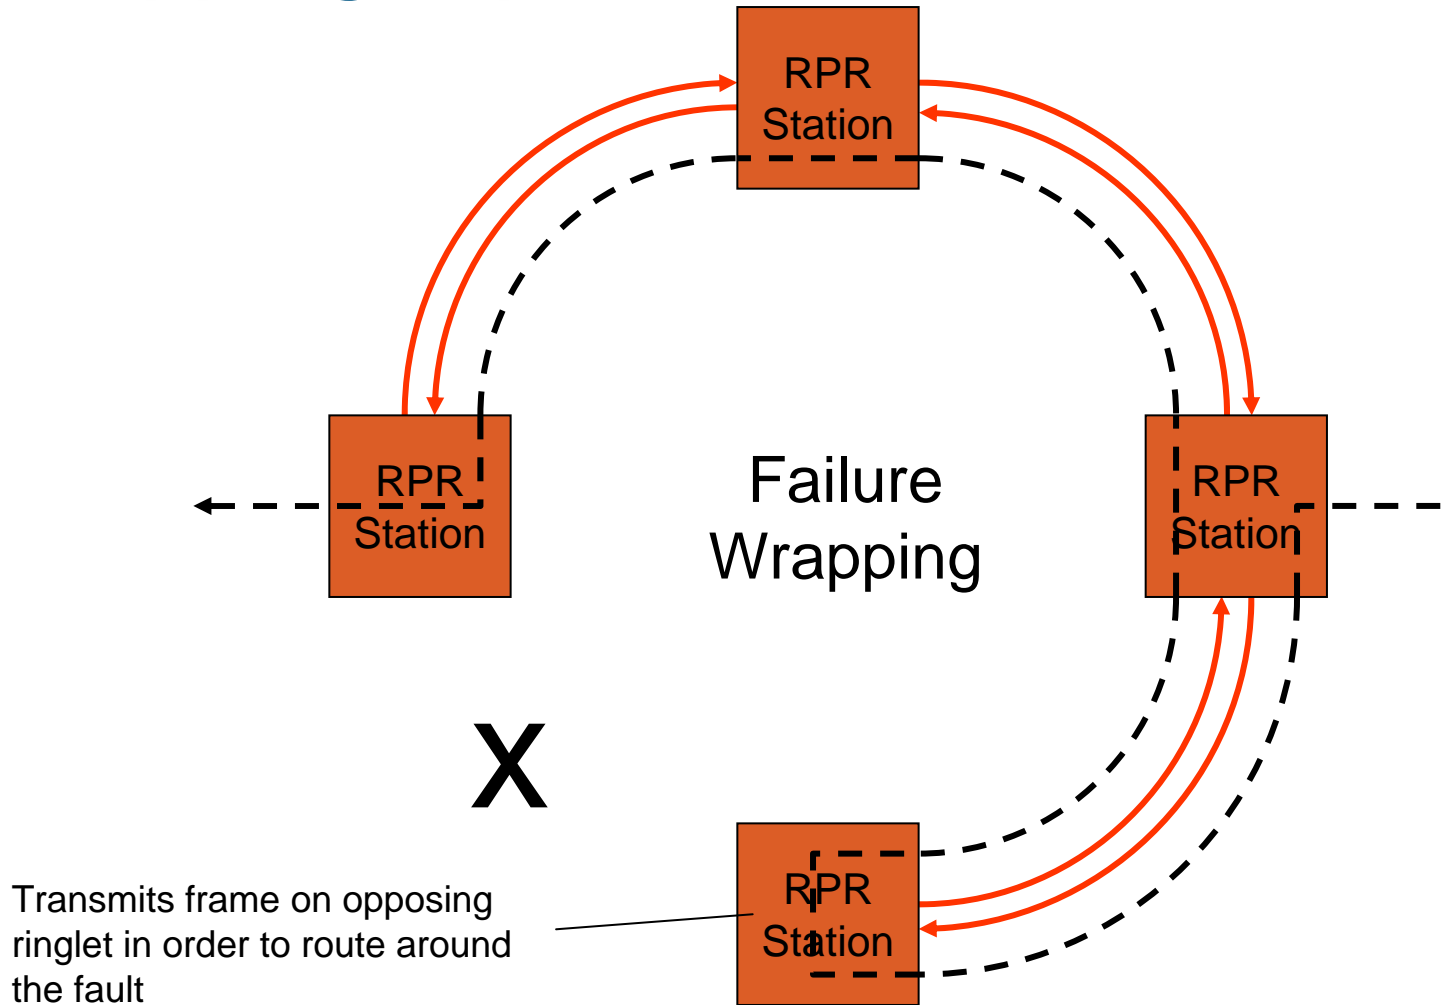 RPR
Station
RPR
Station
Failure
Wrapping
RPR
Station
X
RPR
Station
Transmits frame on opposing
ringlet in order to route around
the fault